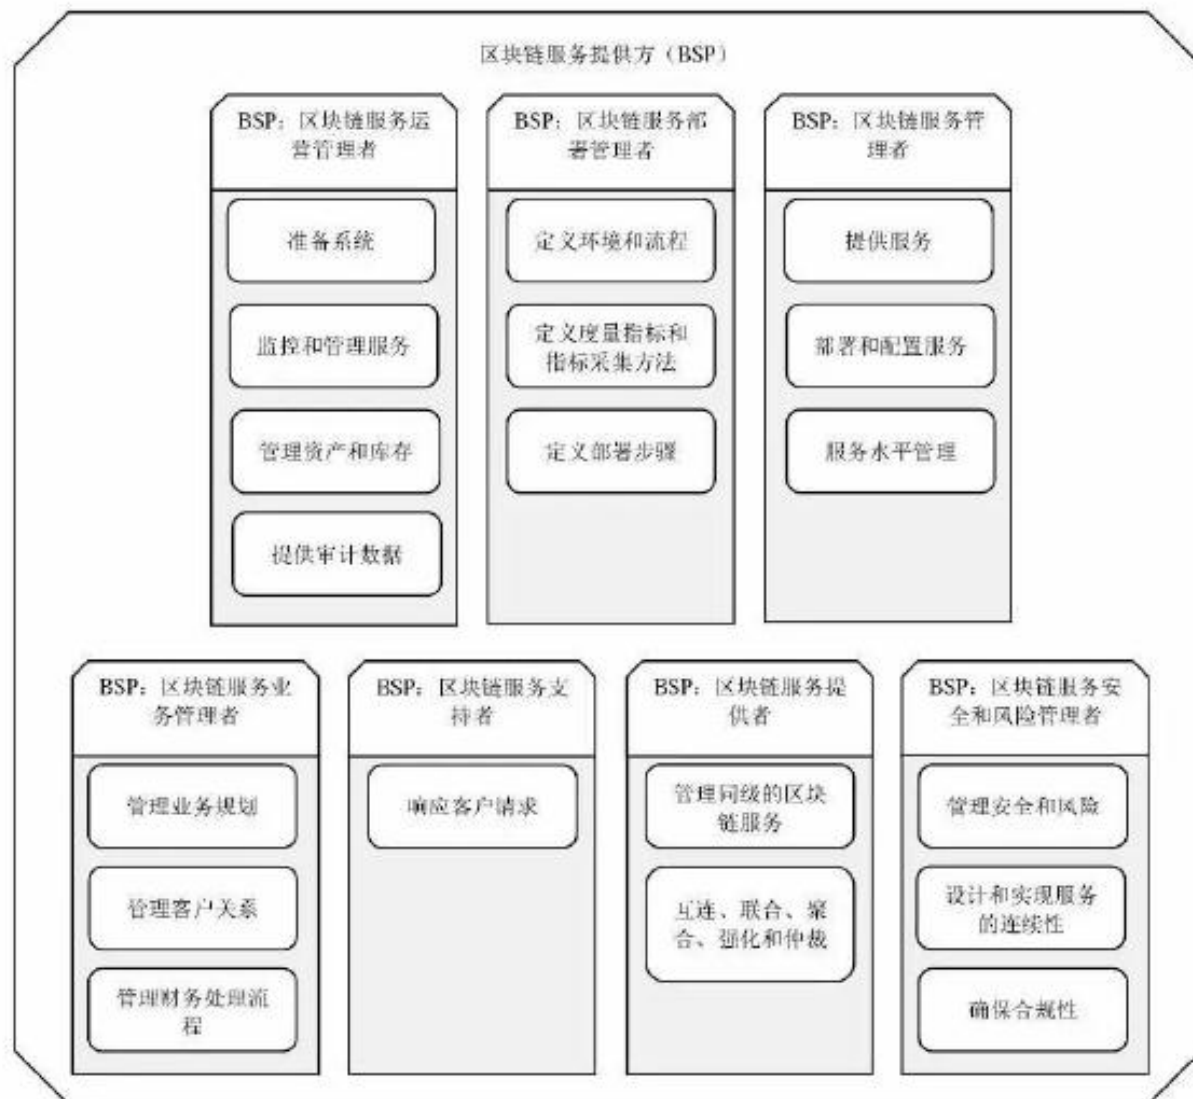 区块链服务提供方（BSP）
BSP：区块链服务运
营管理者
准备系统
监控和管理服务
管理资产和库存
提供审计数据
BSP：区块链服务部
署管理者
定义环境和流程
定义度量指标和
指标采集方法
定义部署步骤
BSP：区块链服务管
理者
提供服务
部署和配置服务
服务水平管理
BSP：区块链服务业
务管理者
管理业务规划
管理客户关系
管理财务处理流
程
BSP：区块链服务支
持者
响应客户请求
BSP：区块链服务提
供者
管理同级的区块
链服务
互连、联合、聚
合、强化和仲裁
BSP：区块链服务安
全和风险管理者
管理安全和风险
设计和实现服务
的连续性
确保合规性